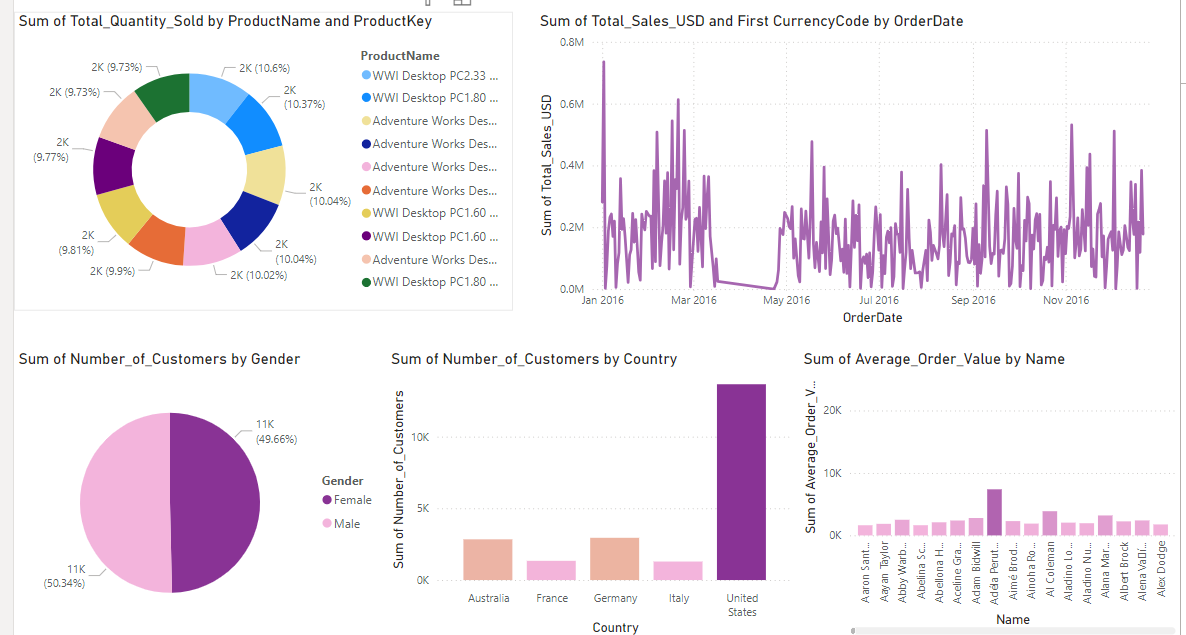 Sum of Total_Quantity_Sold by ProductName and ProductKey
2K (9.73%)
2K (10.6%)
2K (9.73%)
2K
(10.37%)
2K
(9.77%)
2K
(10.04%)
2K
(9.81%)
2K
(10.04%)
2K (9.9%)
2K (10.02%)
ProductName
WWI Desktop PC2.33 ...
WWI Desktop PC1.80 ...
Adventure Works Des...
Adventure Works Des...
Adventure Works Des...
Adventure Works Des...
WWI Desktop PC1.60 ...
WWI Desktop PC1.60 ...
Adventure Works Des...
WWI Desktop PC1.80 ...
Sum of Total_Sales_USD and First CurrencyCode by OrderDate
Sum of Total_Sales_USD
0.8M
0.6M
0.4M
0.2M
0.0M
Jan 2016
Mar 2016
May 2016
Jul 2016
Sep 2016
Nov 2016
OrderDate
Sum of Number_of_Customers by Gender
11K
(49.66%)
11K
(50.34%)
Gender
Female
Male
Sum of Number_of_Customers by Country
Sum of Number_of_Customers
10K
5K
0K
Australia
France
Germany
Italy
United
States
Country
Sum of Average_Order_Value by Name
Sum of Average_Order_V...
20K
10K
0K
Aaron Sant...
Aayan Taylor
Abby Warb...
Abelina Sc...
Abellona H...
Aceline Gra...
Adam Bidwill
Adéla Perut...
Aimé Brod...
Ainoha Ro...
Al Coleman
Aladino Lo...
Aladino Nu...
Alana Mar...
Albert Brock
Alex Dodge
Name